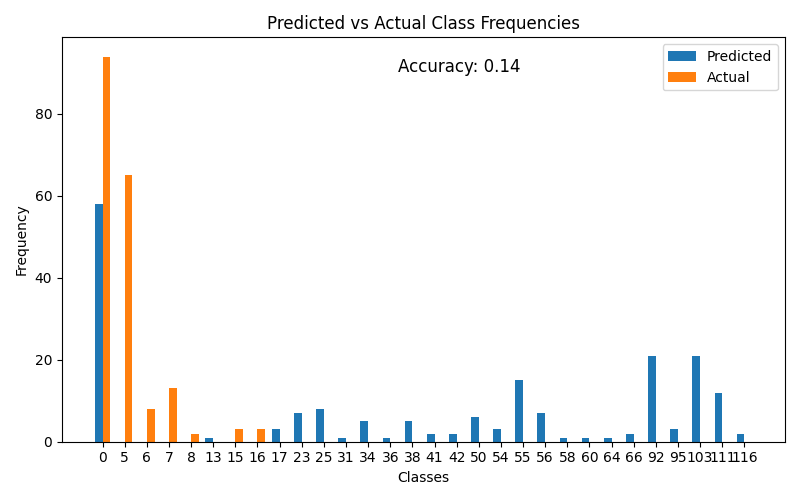 Predicted vs Actual Class Frequencies
Accuracy: 0.14
Predicted
Actual
80
60
40
20
0
Frequency
0 5 6 7 8 13 15 16 17 23 25 31 34 36 38 41 42 50 54 55 56 58 60 64 66 92 95 103 111 116
Classes